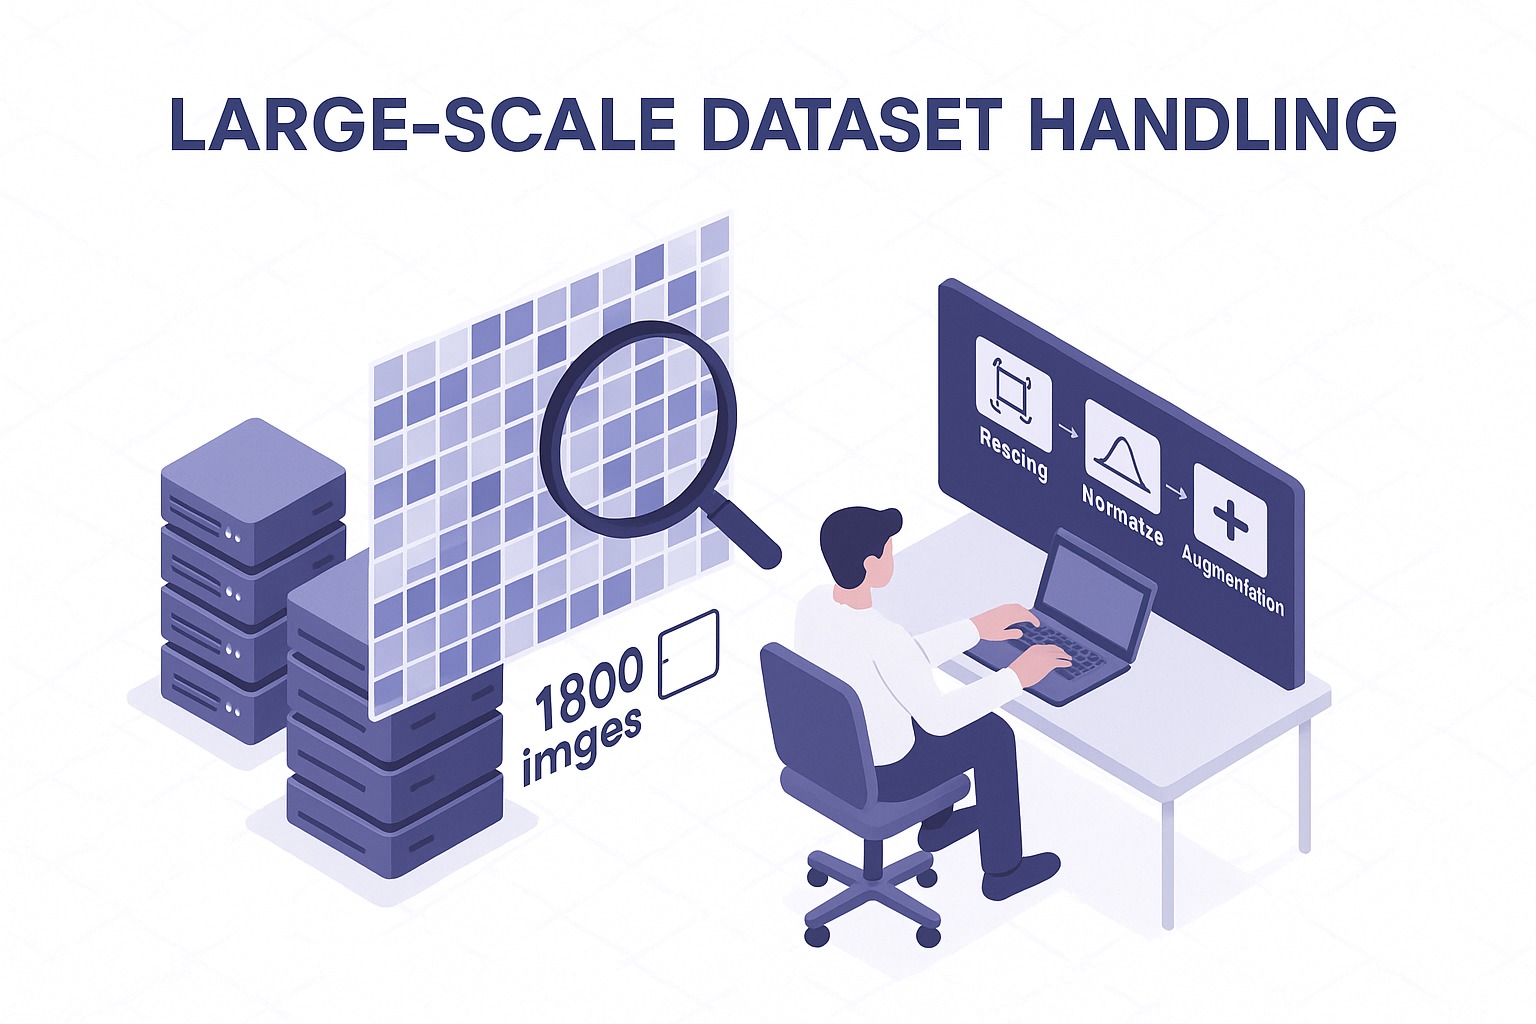 LARGE-SCALE DATASET HANDLING
1800
imges
Rescing
Normatze
Augmenfation